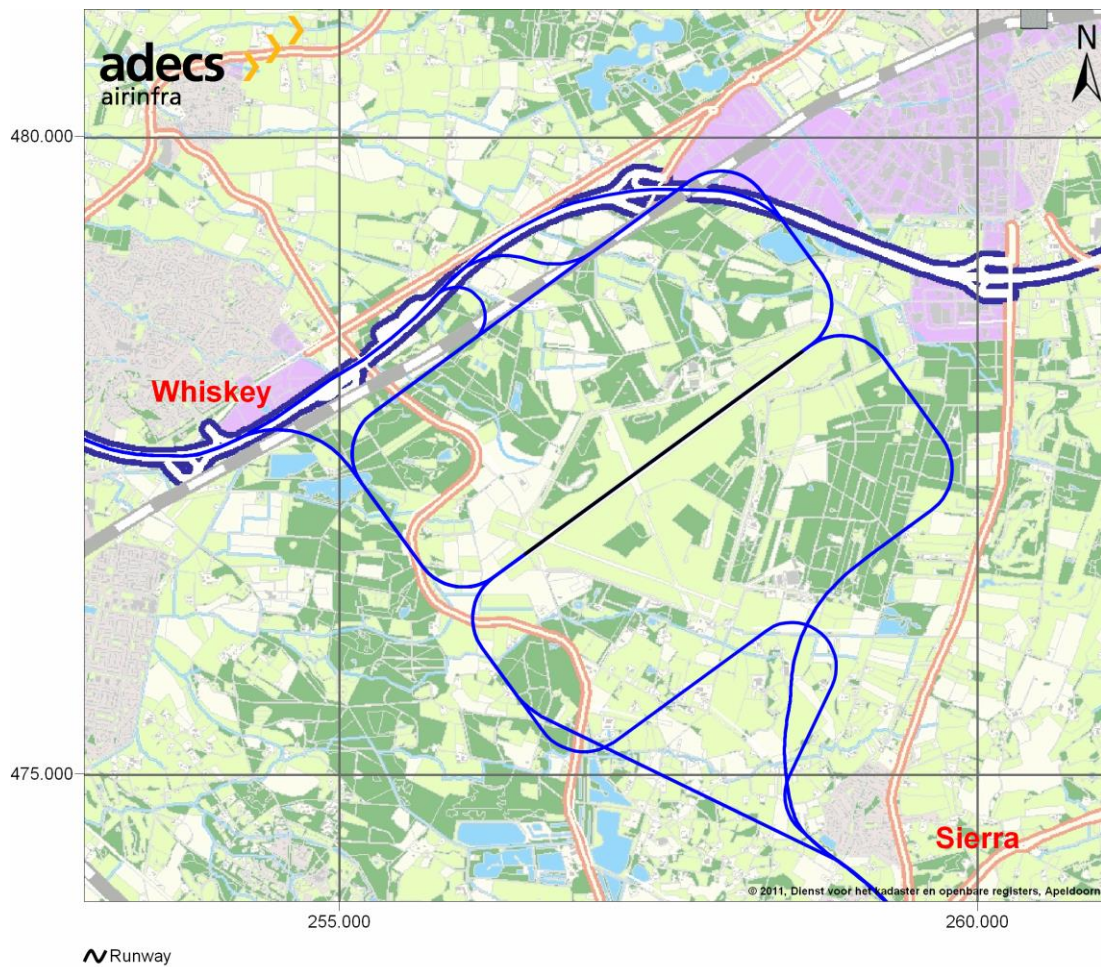 adecs
airinfra
N
480.000
Whiskey
475.000
Sierra
© 2011, Dienst voor het kadaster en openbare registers, Apeldoorn
255.000
260.000
Runway